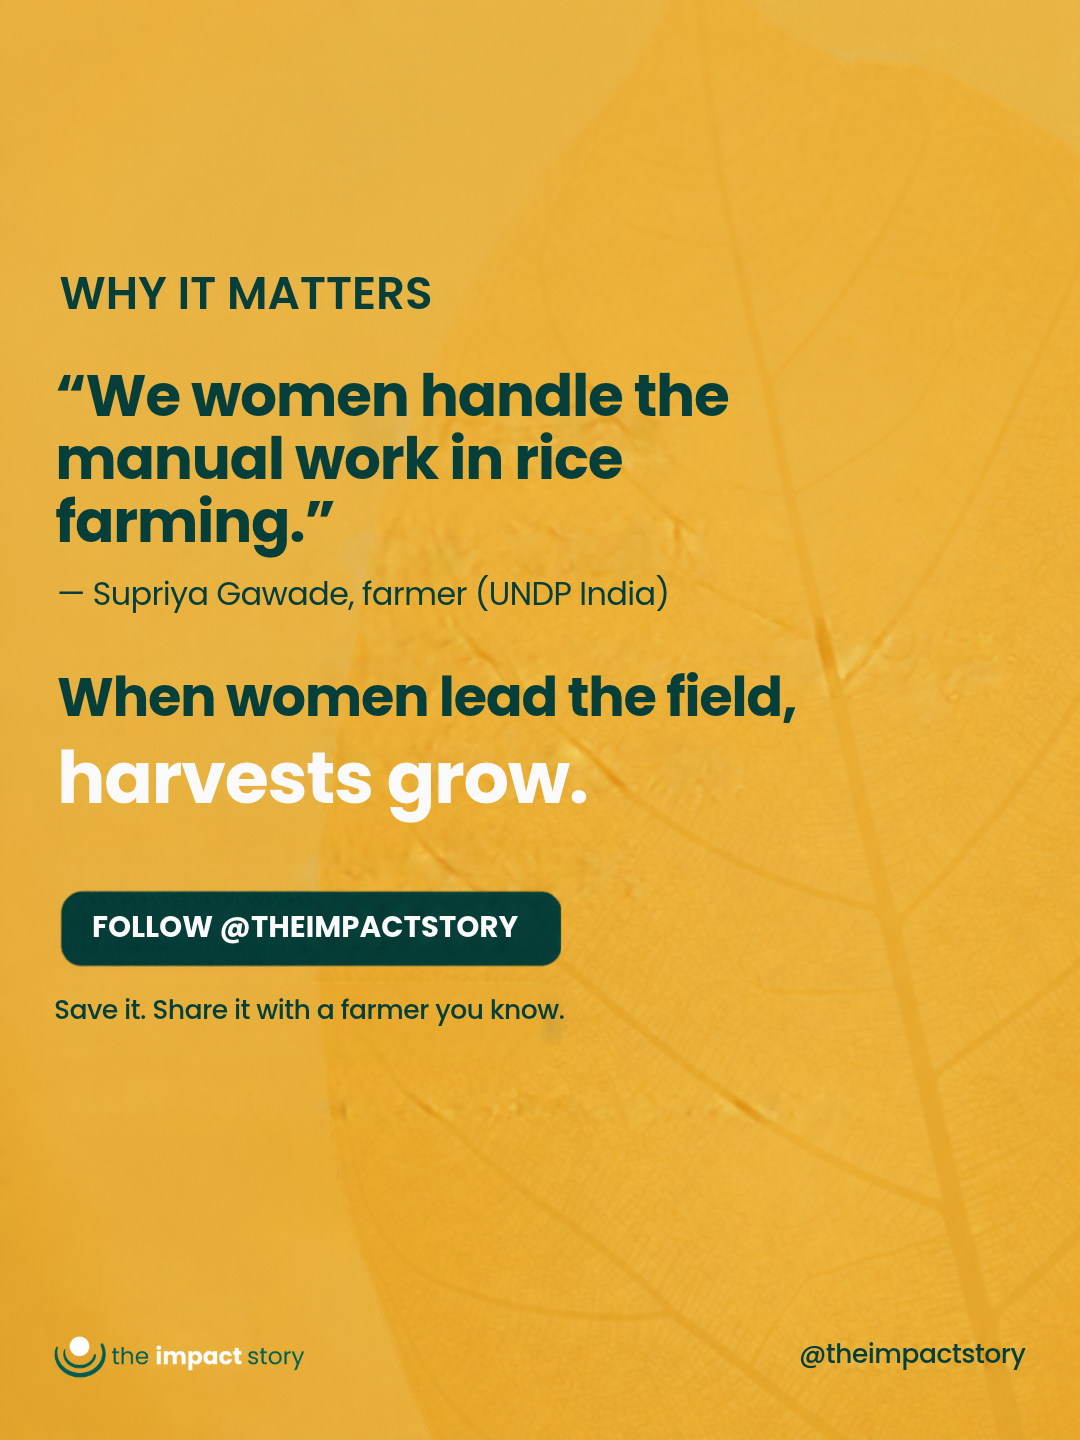 WHY IT MATTERS
“We women handle the
manual work in rice
farming.”
— Supriya Gawade, farmer (UNDP India)
When women lead the field,
harvests grow.
FOLLOW @THEIMPACTSTORY
Save it. Share it with a farmer you know.
the impact story
@theimpactstory